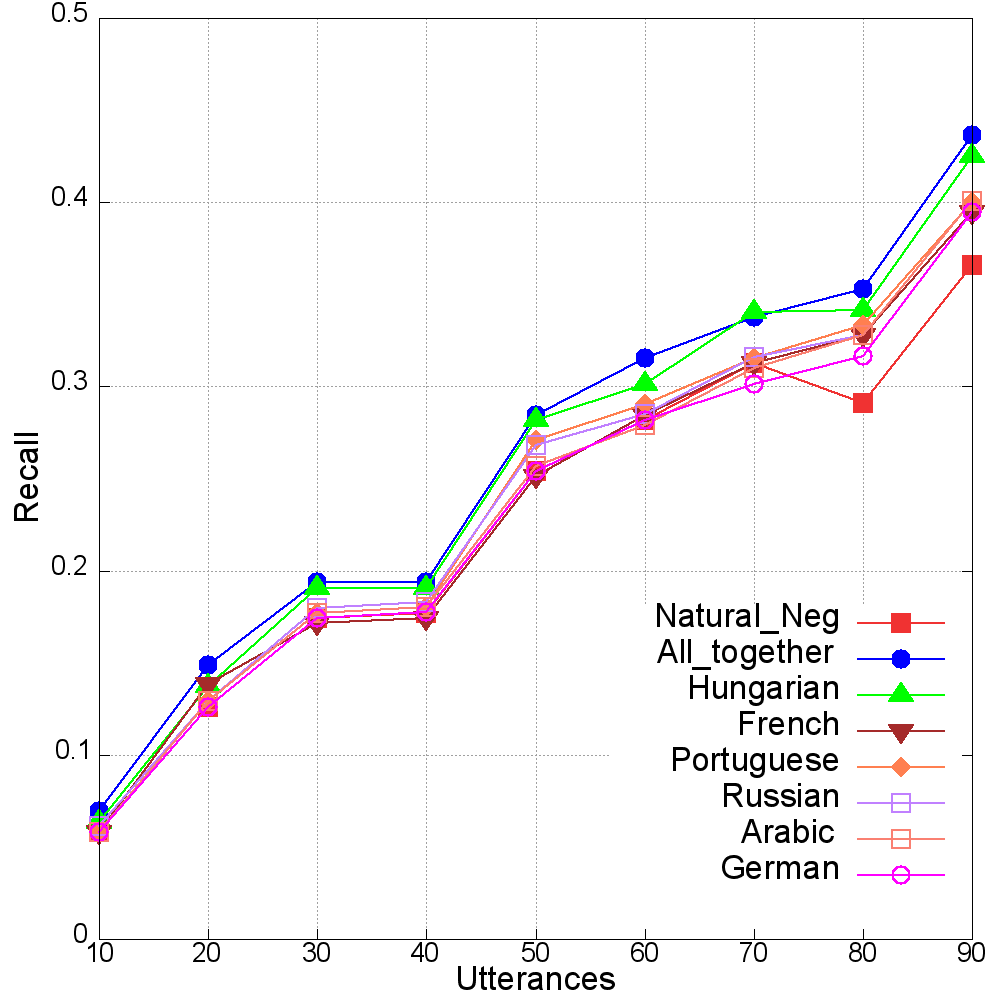 0.5
0.4
0.3
0.2
0.1
0
Recall
Natural_Neg
All_together
Hungarian
French
Portuguese
Russian
Arabic
German
10 20 30 40 50 60 70 80 90
Utterances